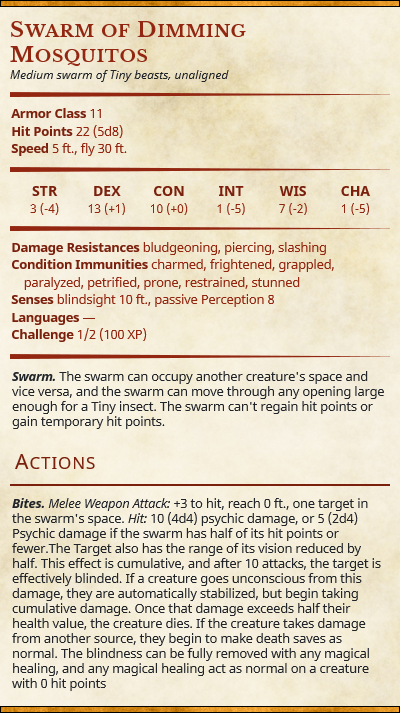 Swarm of Dimming
Mosquitos
Medium swarm of Tiny beasts, unaligned
Armor Class 11
Hit Points 22 (5d8)
Speed 5 ft., fly 30 ft.
STR DEX CON INT WIS CHA
3 (-4) 13 (+1) 10 (+0) 1 (-5) 7 (-2) 1 (-5)
Damage Resistances bludgeoning, piercing, slashing
Condition Immunities charmed, frightened, grappled,
paralyzed, petrified, prone, restrained, stunned
Senses blindsight 10 ft., passive Perception 8
Languages —
Challenge 1/2 (100 XP)
Swarm. The swarm can occupy another creature's space and
vice versa, and the swarm can move through any opening large
enough for a Tiny insect. The swarm can't regain hit points or
gain temporary hit points.
Actions
Bites. Melee Weapon Attack: +3 to hit, reach 0 ft., one target in
the swarm's space. Hit: 10 (4d4) psychic damage, or 5 (2d4)
Psychic damage if the swarm has half of its hit points or
fewer.The Target also has the range of its vision reduced by
half. This effect is cumulative, and after 10 attacks, the target is
effectively blinded. If a creature goes unconscious from this
damage, they are automatically stabilized, but begin taking
cumulative damage. Once that damage exceeds half their
health value, the creature dies. If the creature takes damage
from another source, they begin to make death saves as
normal. The blindness can be fully removed with any magical
healing, and any magical healing act as normal on a creature
with 0 hit points